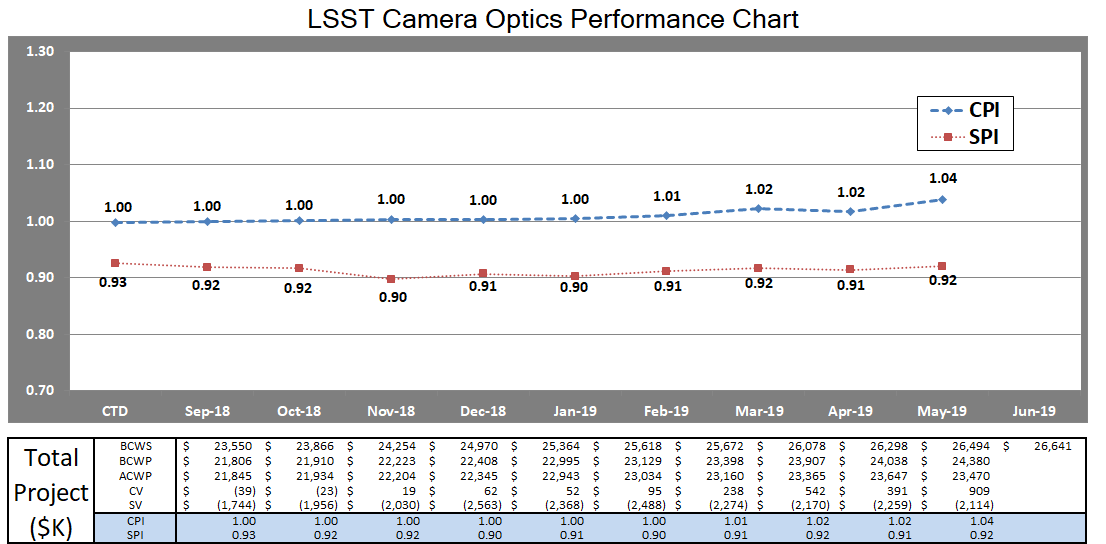 LSST Camera Optics Performance Chart
1.30
1.20
1.10
1.00
0.90
0.80
0.70
CPI
SPI
1.00 1.00 1.00 1.00 1.00 1.00 1.01 1.02 1.02 1.04
0.93 0.92 0.92 0.90 0.91 0.90 0.91 0.92 0.91 0.92
CTD Sep-18 Oct-18 Nov-18 Dec-18 Jan-19 Feb-19 Mar-19 Apr-19 May-19 Jun-19
Total
Project
($K)
BCWS $ 23,550 $ 23,866 $ 24,254 $ 24,970 $ 25,364 $ 25,618 $ 25,672 $ 26,078 $ 26,298 $ 26,494 $ 26,641
BCWP $ 21,806 $ 21,910 $ 22,223 $ 22,408 $ 22,995 $ 23,129 $ 23,398 $ 23,907 $ 24,038 $ 24,380
ACWP $ 21,845 $ 21,934 $ 22,204 $ 22,345 $ 22,943 $ 23,034 $ 23,160 $ 23,365 $ 23,647 $ 23,470
CV $ (39) $ (23) $ 19 $ 62 $ 52 $ 95 $ 238 $ 542 $ 391 $ 909
SV $ (1,744) $ (1,956) $ (2,030) $ (2,563) $ (2,368) $ (2,488) $ (2,274) $ (2,170) $ (2,259) $ (2,114)
CPI 1.00 1.00 1.00 1.00 1.00 1.00 1.01 1.02 1.02 1.04
SPI 0.93 0.92 0.92 0.90 0.91 0.90 0.91 0.92 0.91 0.92